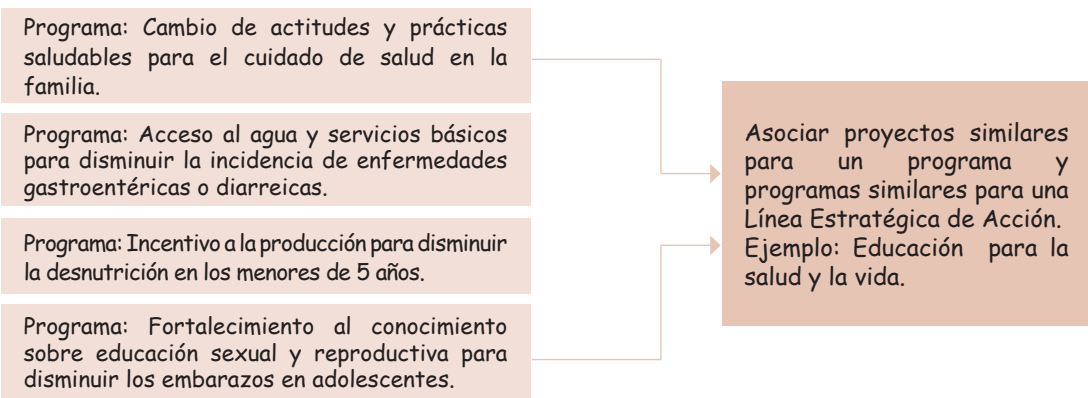 Programa: Cambio de actitudes y prácticas
saludables para el cuidado de salud en la
familia.
Programa: Acceso al agua y servicios básicos
para disminuir la incidencia de enfermedades
gastroentéricas o diarreicas.
Programa: Incentivo a la producción para disminuir
la desnutrición en los menores de 5 años.
Programa: Fortalecimiento al conocimiento
sobre educación sexual y reproductiva para
disminuir los embarazos en adolescentes.
Asociar proyectos similares
para un programa y
programas similares para una
Línea Estratégica de Acción.
Ejemplo: Educación para la
salud y la vida.